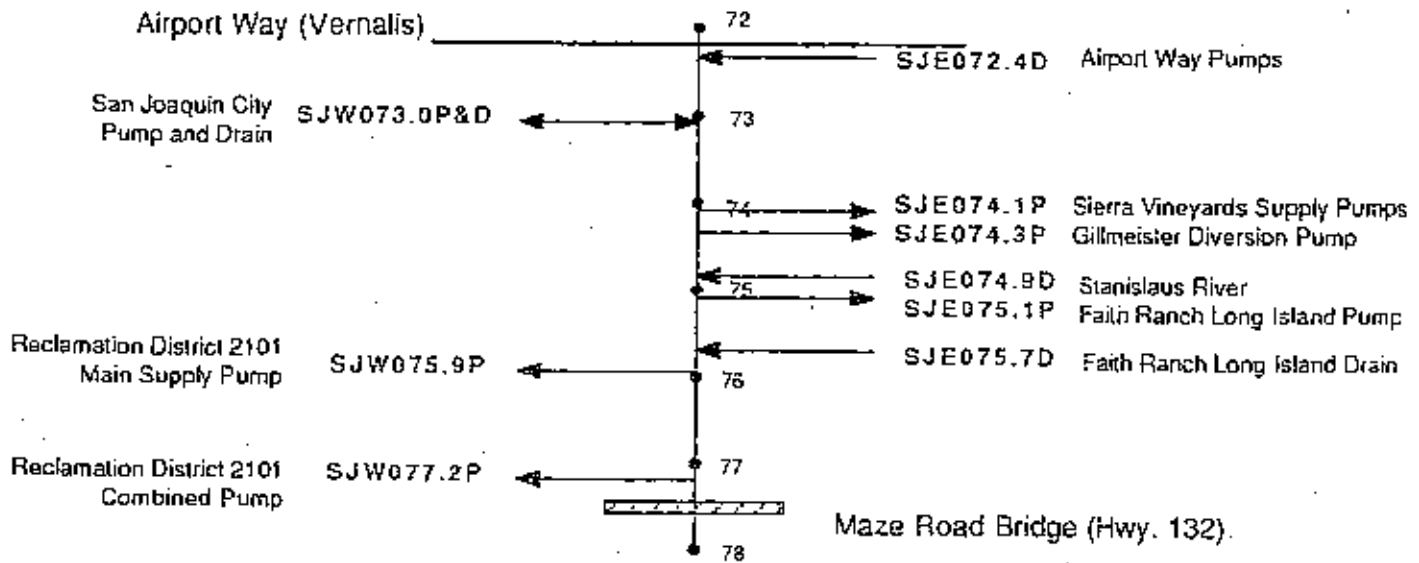 Airport Way (Vernalis)
72
SJE072.4D Airport Way Pumps
San Joaquin City
Pump and Drain
SJW073.0P&D
73
74
SJE074.1P Sierra Vineyards Supply Pumps
SJE074.3P Gillmeister Diversion Pump
SJE074.9D Stanislaus River
75
SJE075.1P Faith Ranch Long Island Pump
Reclamation District 2101
Main Supply Pump
SJW075.9P
SJE075.7D Faith Ranch Long Island Drain
76
Reclamation District 2101
Combined Pump
SJW077.2P
77
Maze Road Bridge (Hwy. 132).
78